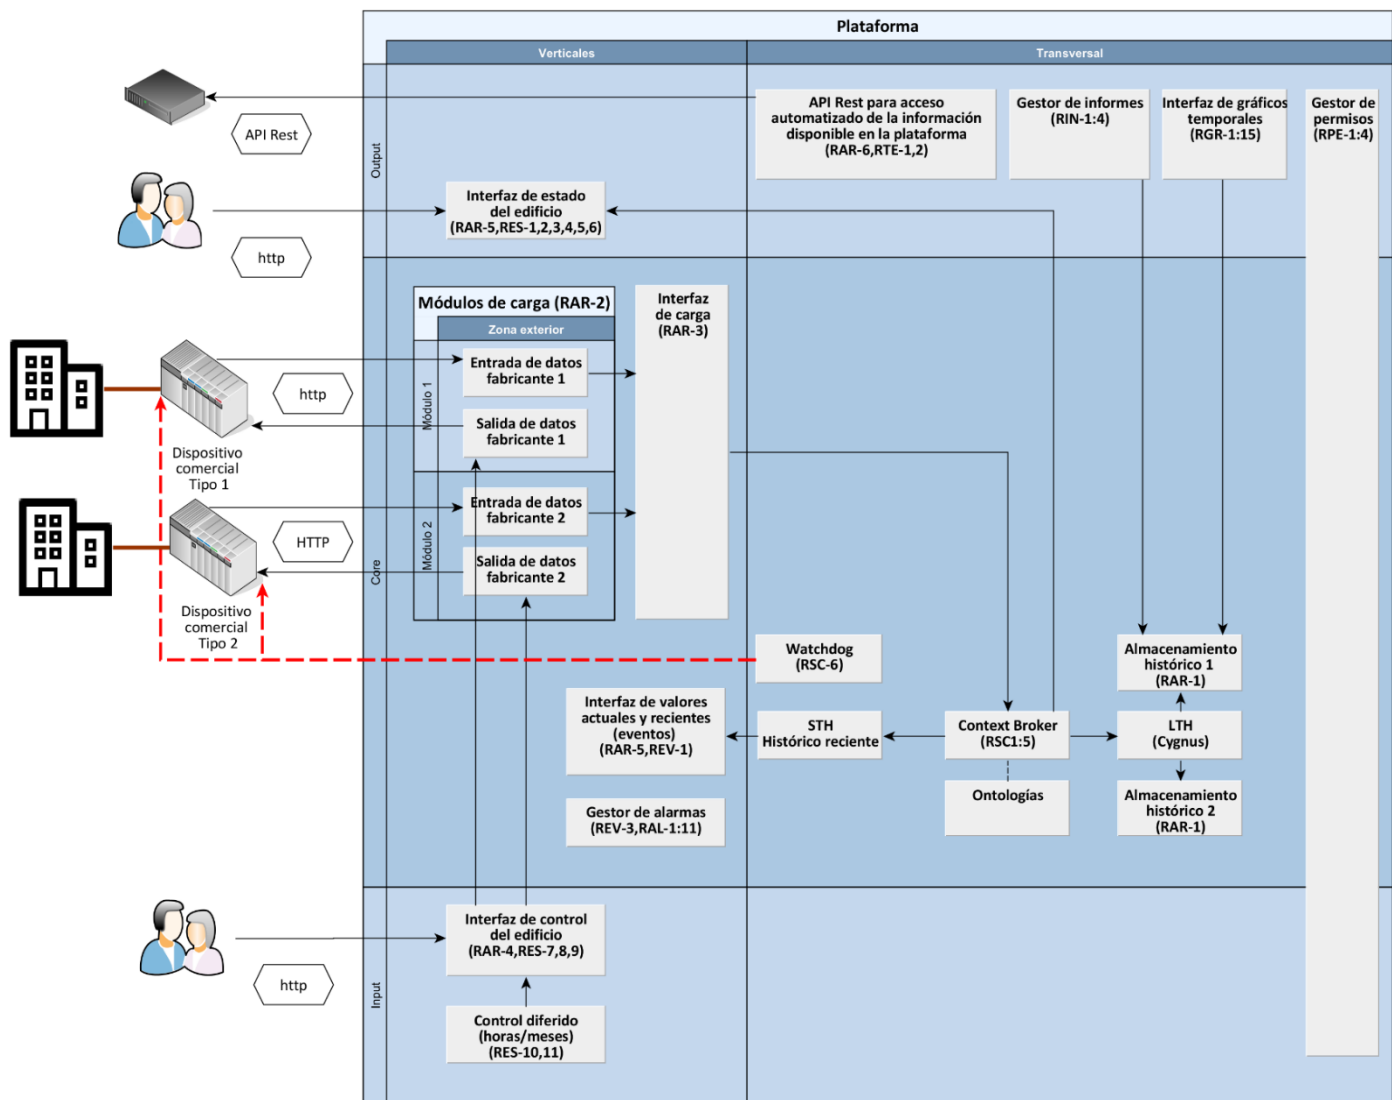 Plataforma
Verticales
Transversal
Output
API Rest
API Rest para acceso
automatizado de la información
disponible en la plataforma
(RAR-6,RTE-1,2)
Gestor de informes
(RIN-1:4)
Interfaz de gráficos
temporales
(RGR-1:15)
Gestor de
permisos
(RPE-1:4)
Interfaz de estado
del edificio
(RAR-5,RES-1,2,3,4,5,6)
http
Core
Módulos de carga (RAR-2)
Zona exterior
Módulo 1
Entrada de datos
fabricante 1
Salida de datos
fabricante 1
Módulo 2
Entrada de datos
fabricante 2
Salida de datos
fabricante 2
Interfaz
de carga
(RAR-3)
http
Dispositivo
comercial
Tipo 1
HTTP
Dispositivo
comercial
Tipo 2
Watchdog
(RSC-6)
Almacenamiento
histórico 1
(RAR-1)
Interfaz de valores
actuales y recientes
(eventos)
(RAR-5,REV-1)
STH
Histórico reciente
Context Broker
(RSC1:5)
LTH
(Cygnus)
Ontologías
Almacenamiento
histórico 2
(RAR-1)
Gestor de alarmas
(REV-3,RAL-1:11)
Input
Interfaz de control
del edificio
(RAR-4,RES-7,8,9)
http
Control diferido
(horas/meses)
(RES-10,11)